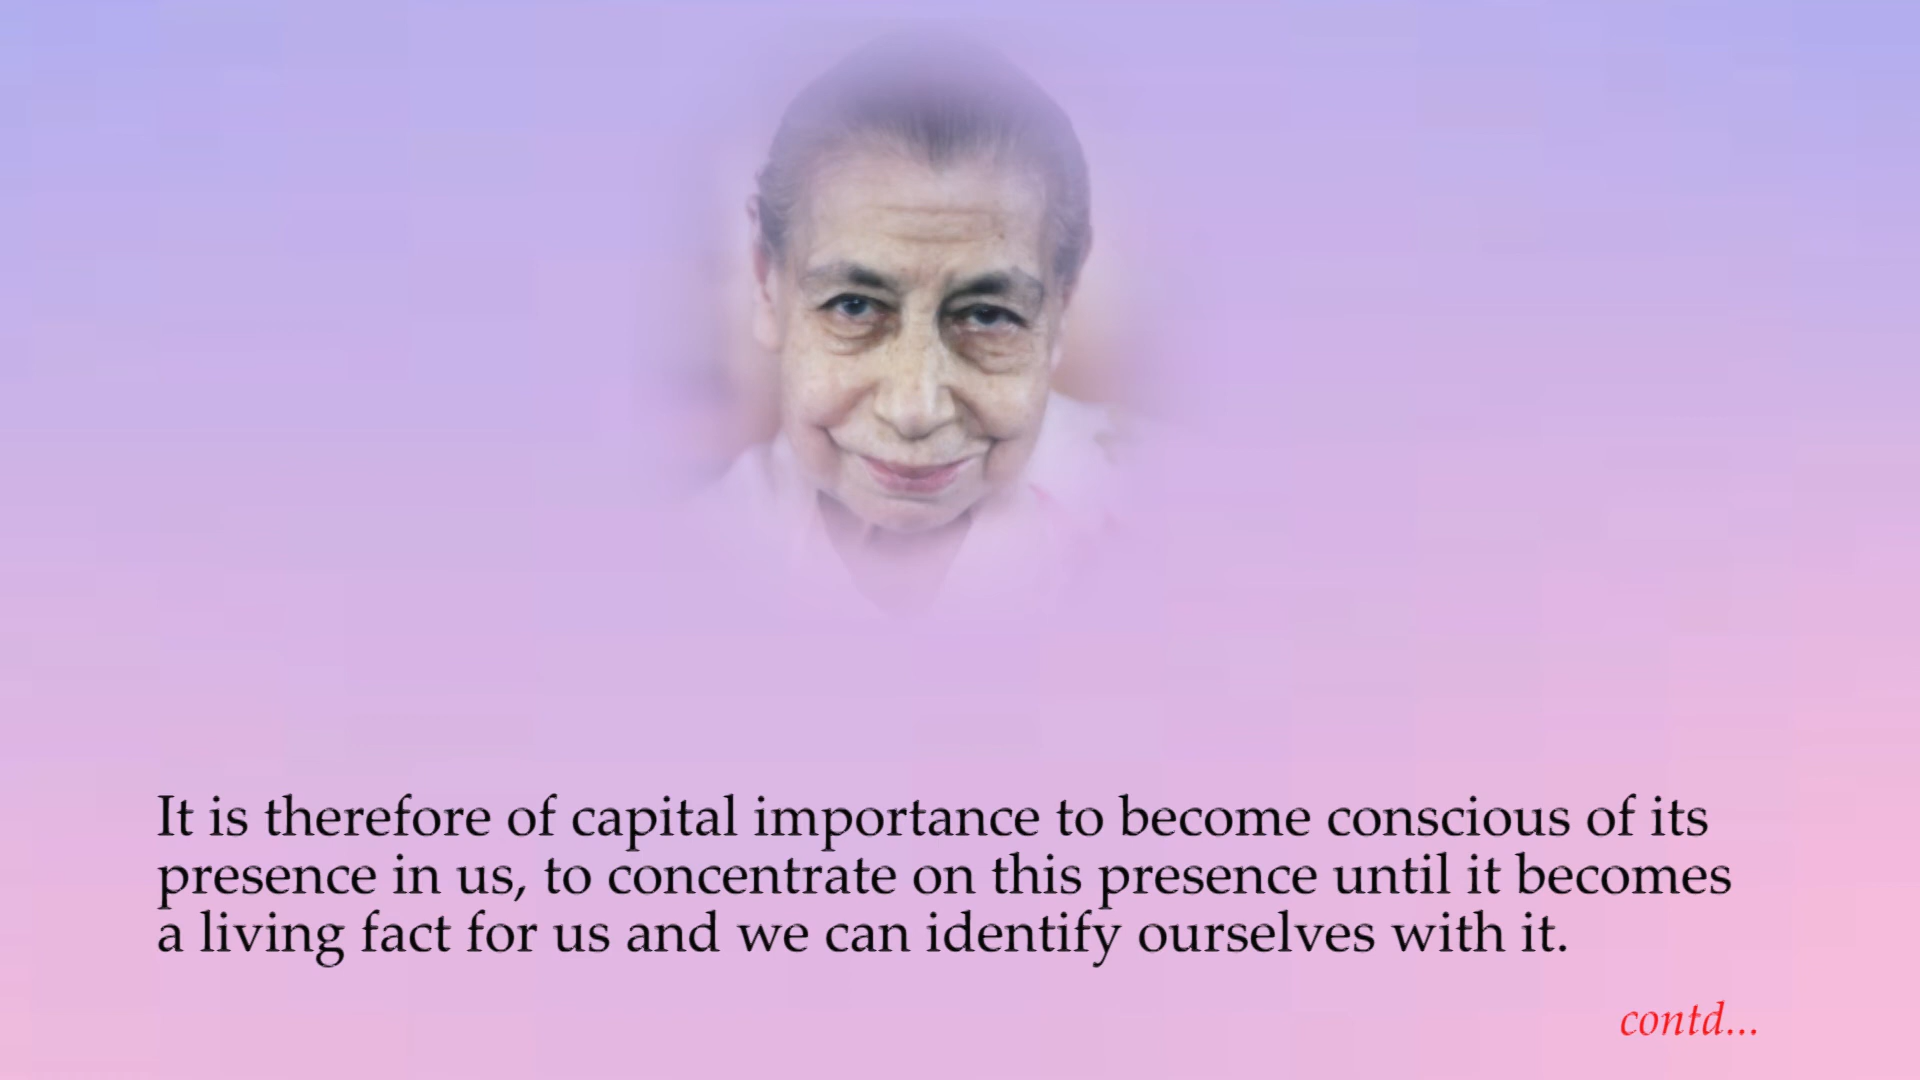 It is therefore of capital importance to become conscious of its
presence in us, to concentrate on this presence until it becomes
a living fact for us and we can identify ourselves with it.
contd...